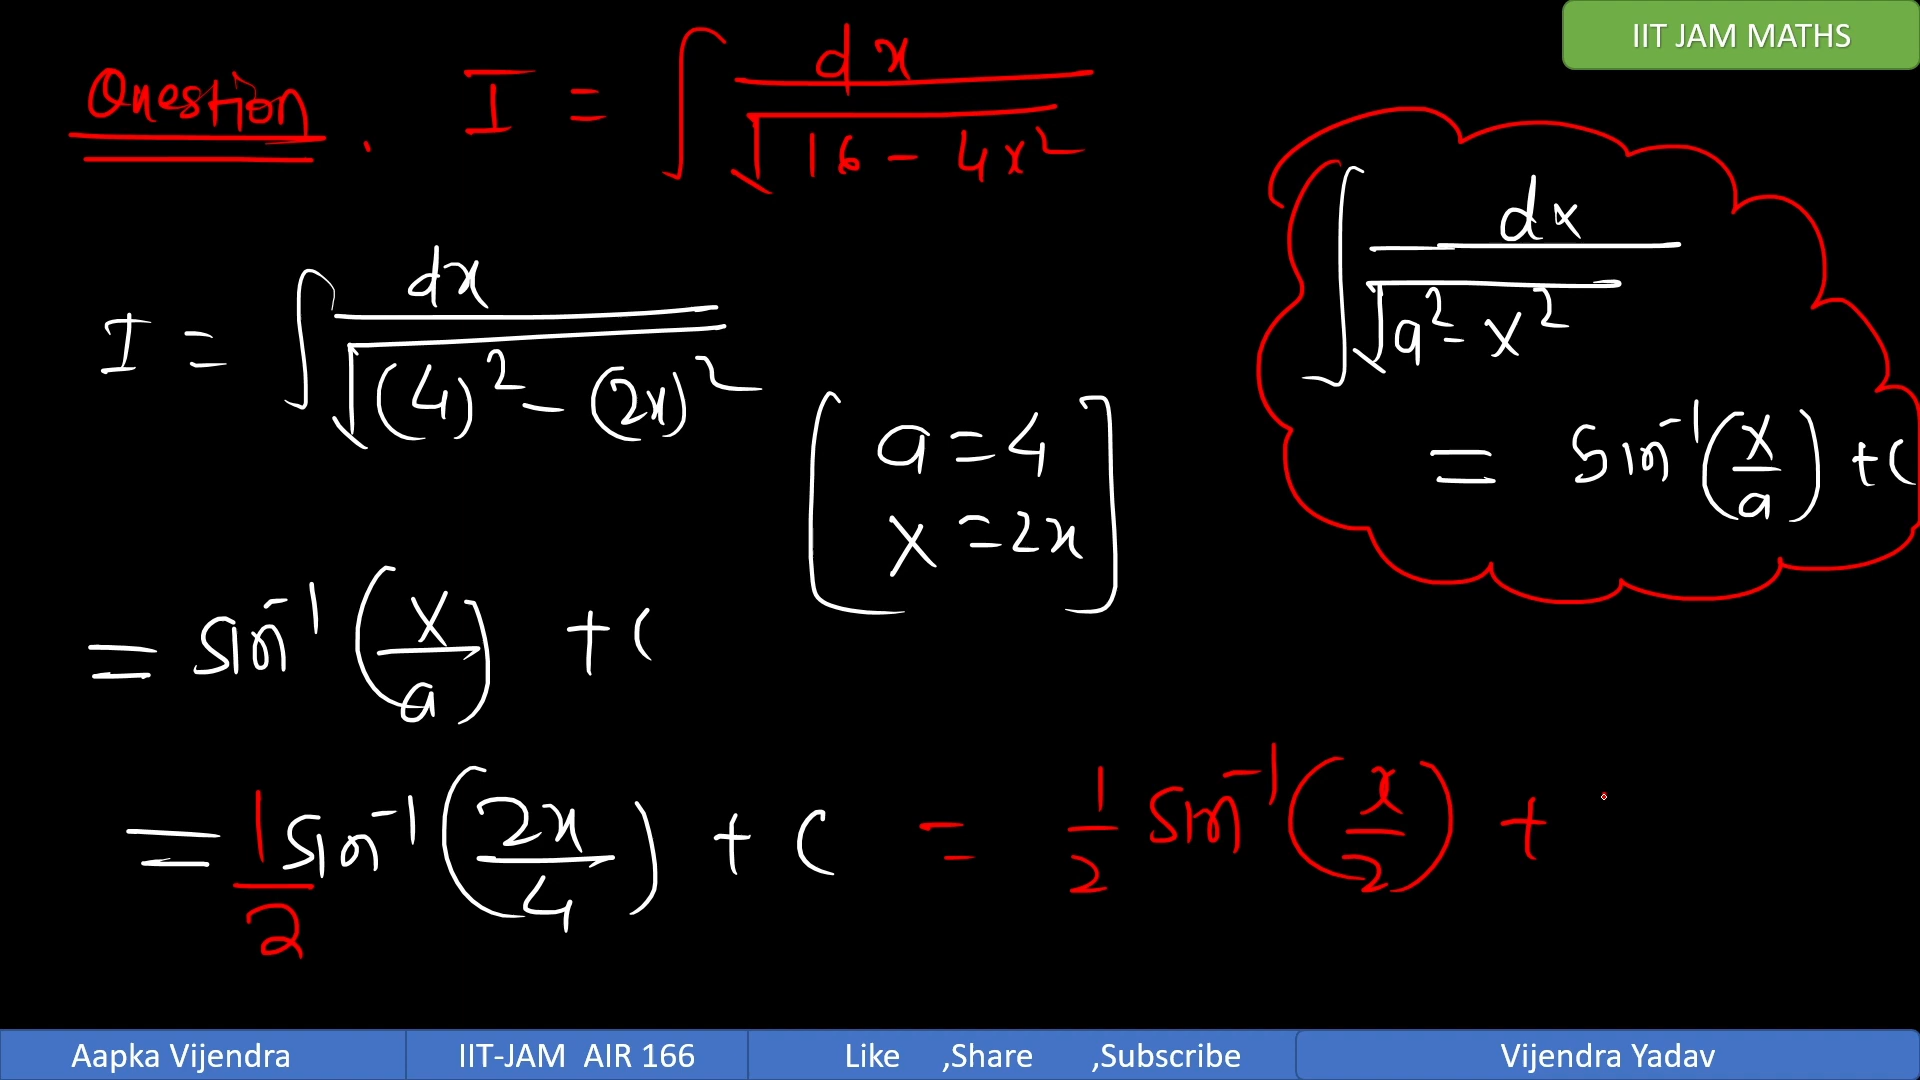 IIT JAM MATHS
Question . I = ∫ dx / √(16 - 4x²)
I = ∫ dx / √((4)² - (2x)²)
[ a = 4
x = 2x ]
∫ dx / √(a² - x²)
= Sin⁻¹(x/a) + C
= Sin⁻¹(x/a) + C
= 1/2 Sin⁻¹(2x/4) + C = 1/2 Sin⁻¹(x/2) +
Aapka Vijendra IIT-JAM AIR 166 Like ,Share ,Subscribe Vijendra Yadav